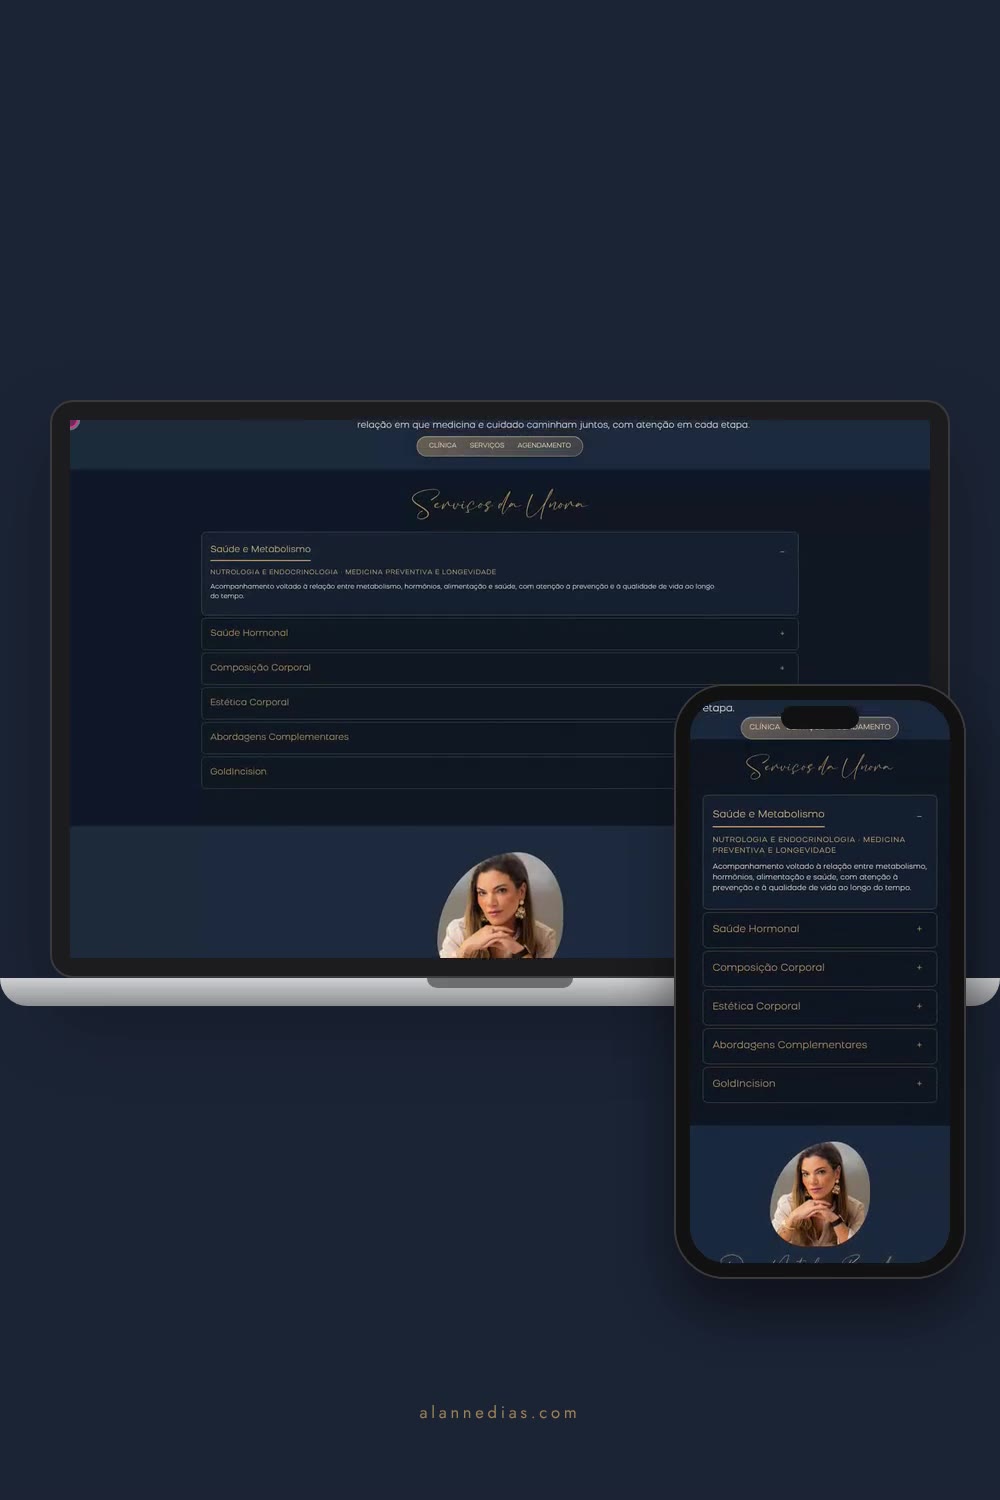 relação em que medicina e cuidado caminham juntos, com atenção em cada etapa.
CLÍNICA SERVIÇOS AGENDAMENTO
Serviços da Unora
Saúde e Metabolismo –
NUTROLOGIA E ENDOCRINOLOGIA · MEDICINA PREVENTIVA E LONGEVIDADE
Acompanhamento voltado à relação entre metabolismo, hormônios, alimentação e saúde, com atenção à prevenção e à qualidade de vida ao longo
do tempo.
Saúde Hormonal +
Composição Corporal +
Estética Corporal
Abordagens Complementares
GoldIncision
etapa.
CLÍNICA
Serviços da Unora
Saúde e Metabolismo –
NUTROLOGIA E ENDOCRINOLOGIA · MEDICINA
PREVENTIVA E LONGEVIDADE
Acompanhamento voltado à relação entre metabolismo,
hormônios, alimentação e saúde, com atenção à
prevenção e à qualidade de vida ao longo do tempo.
Saúde Hormonal +
Composição Corporal +
Estética Corporal +
Abordagens Complementares +
GoldIncision +
alannedias.com